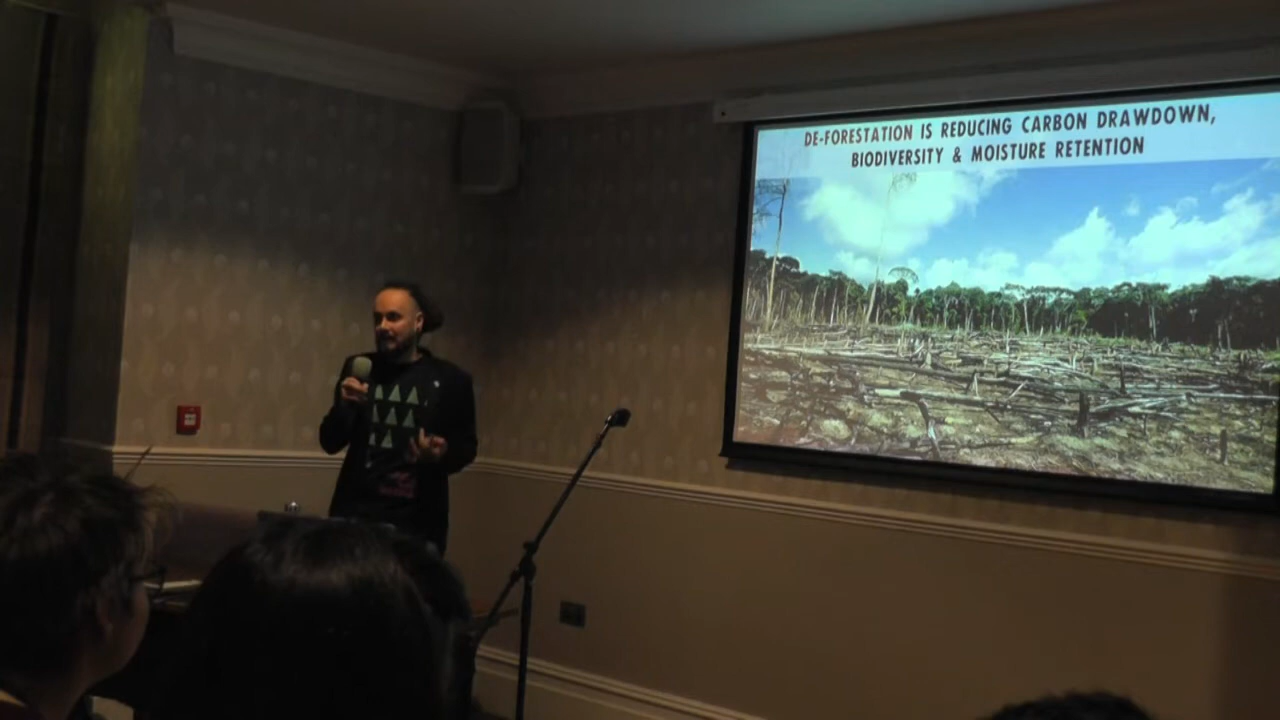 DE-FORESTATION IS REDUCING CARBON DRAWDOWN,
BIODIVERSITY & MOISTURE RETENTION